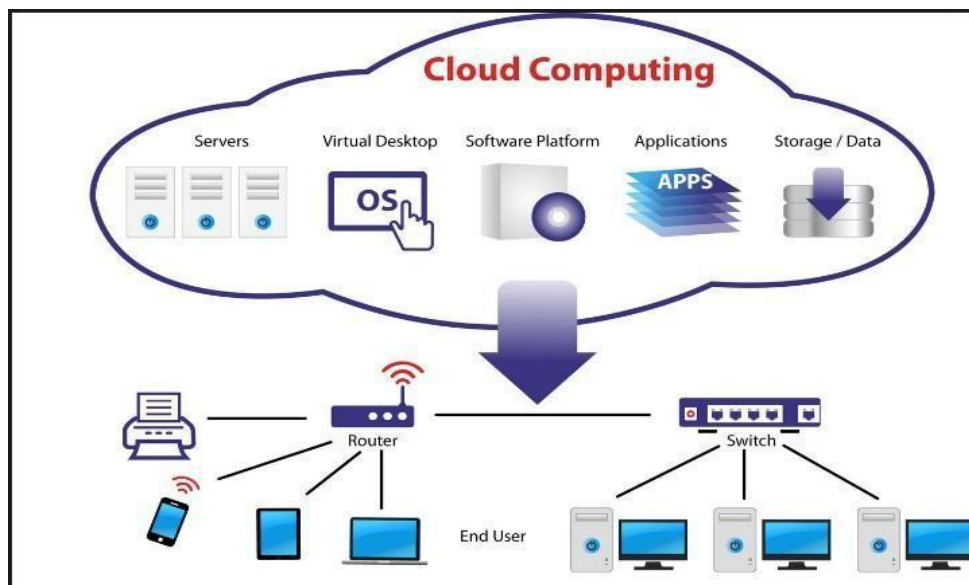 Cloud Computing
Servers
Virtual Desktop
Software Platform
Applications
Storage / Data
OS
APPS
Router
Switch
End User